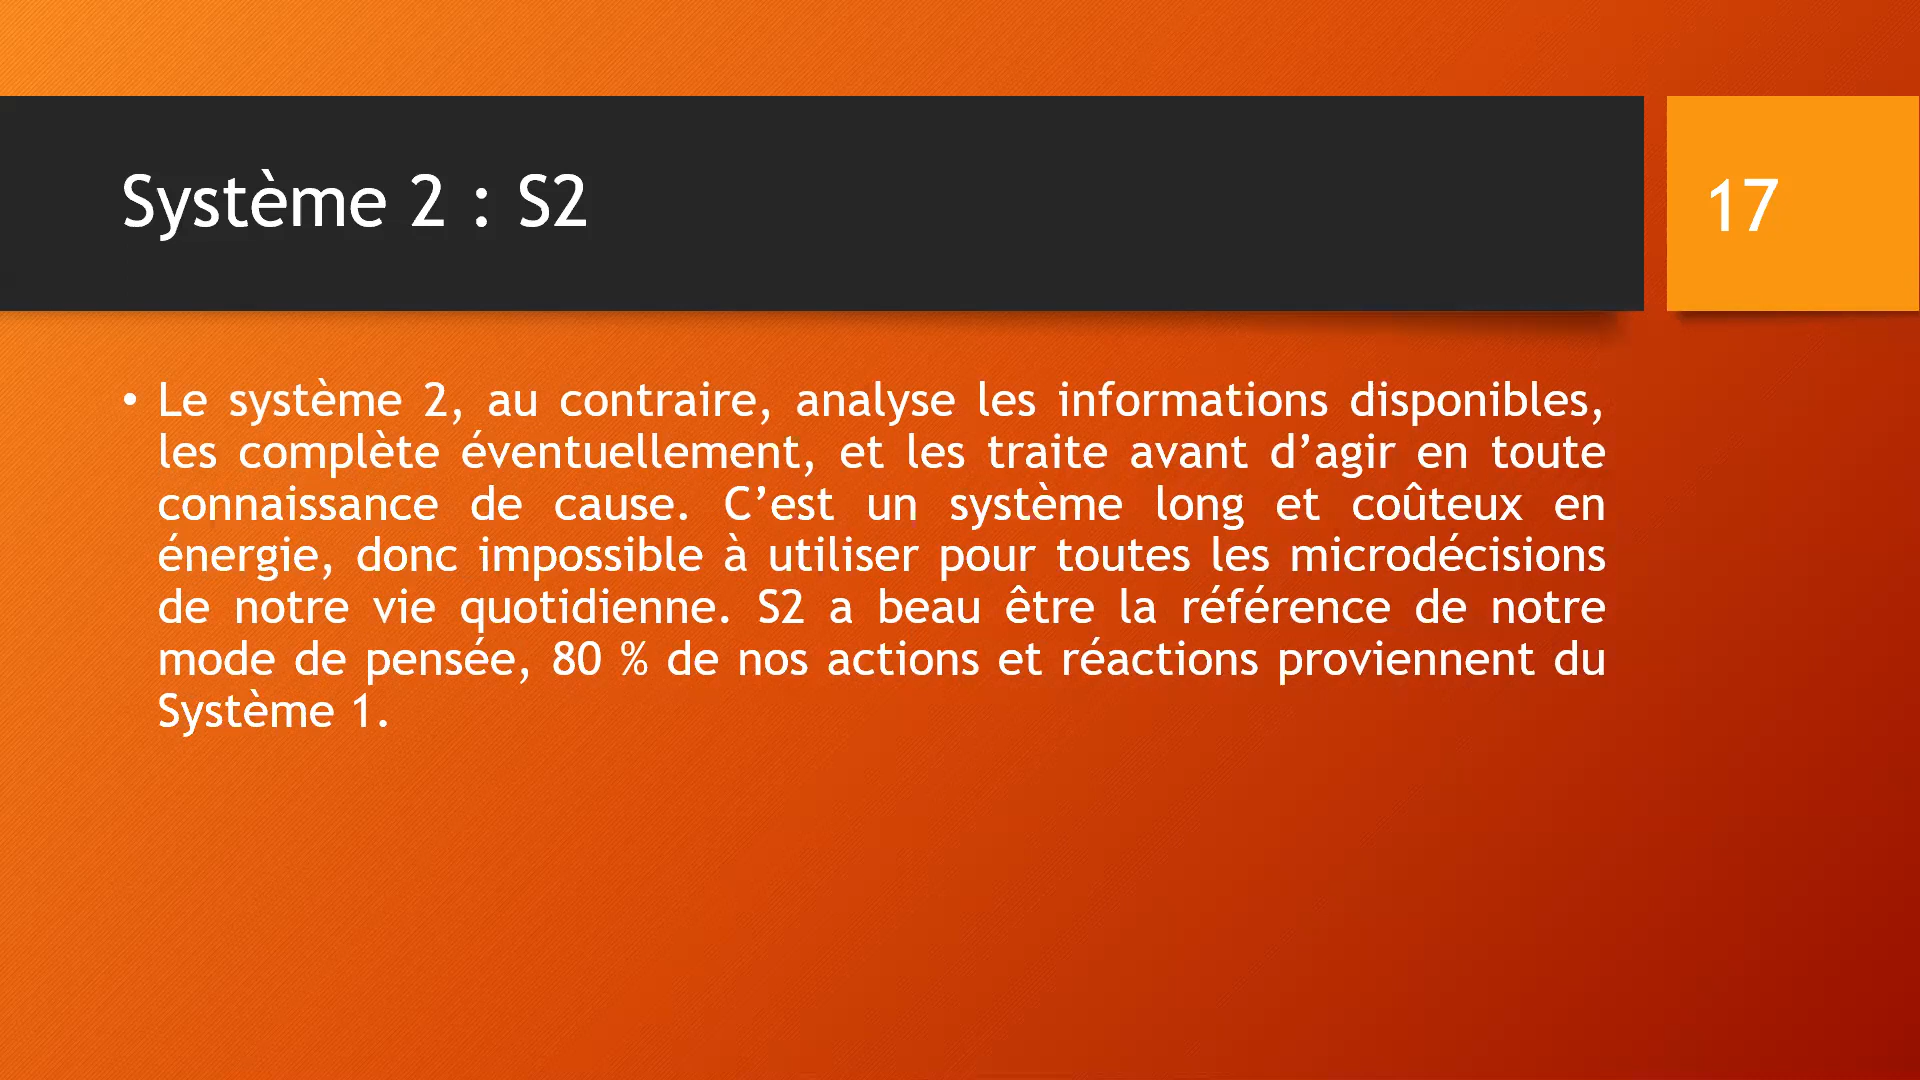 Système 2 : S2
17
• Le système 2, au contraire, analyse les informations disponibles,
les complète éventuellement, et les traite avant d’agir en toute
connaissance de cause. C’est un système long et coûteux en
énergie, donc impossible à utiliser pour toutes les microdécisions
de notre vie quotidienne. S2 a beau être la référence de notre
mode de pensée, 80 % de nos actions et réactions proviennent du
Système 1.